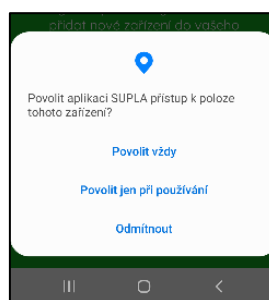 přidat nové zařízení do vašeho
Povolit aplikaci SUPLA přístup k poloze
tohoto zařízení?
Povolit vždy
Povolit jen při používání
Odmítnout